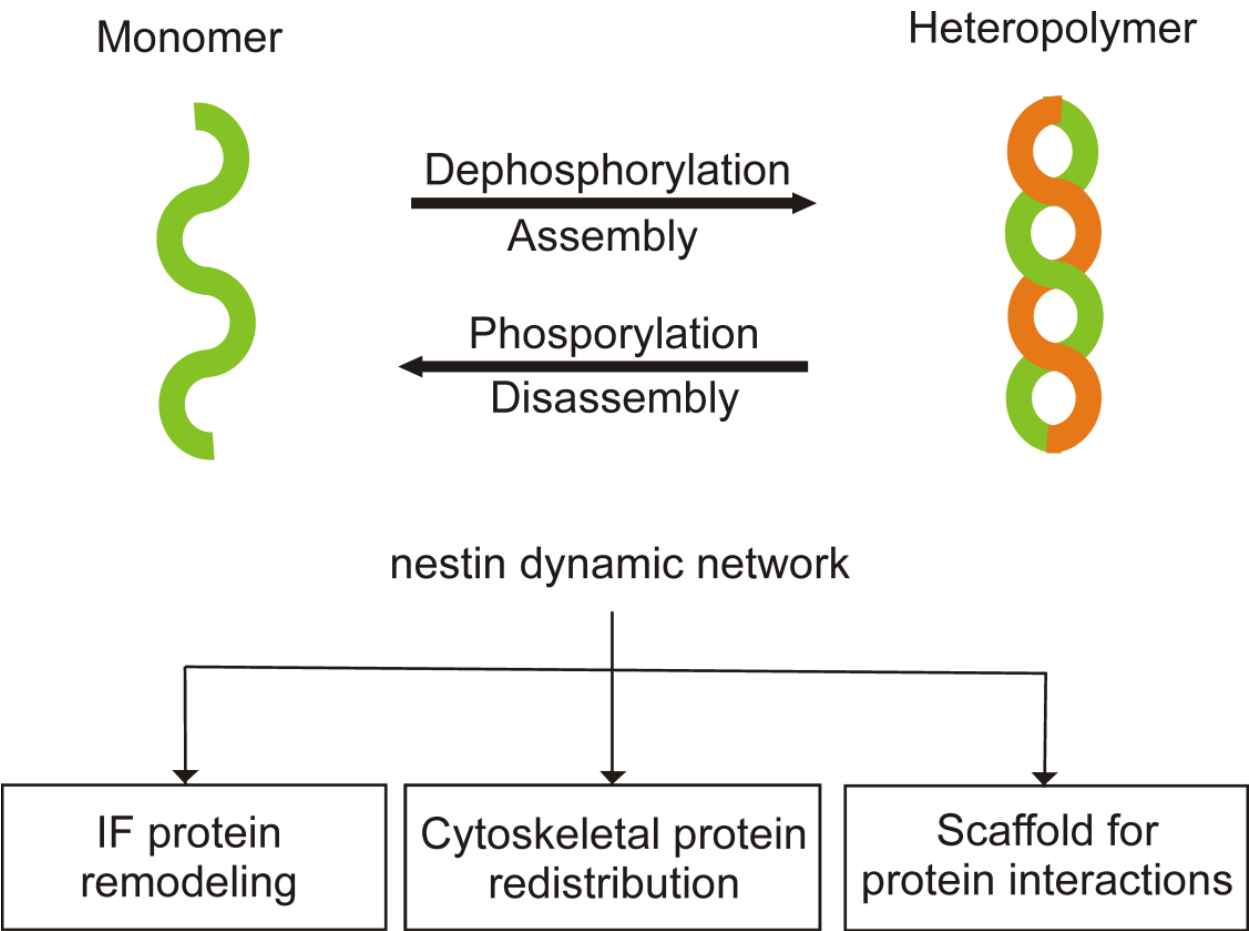 Monomer
Heteropolymer
Dephosphorylation
Assembly
Phosporylation
Disassembly
nestin dynamic network
IF protein
remodeling
Cytoskeletal protein
redistribution
Scaffold for
protein interactions